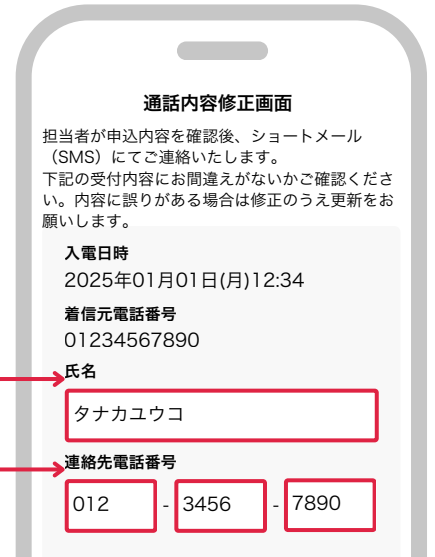 通話内容修正画面
担当者が申込内容を確認後、ショートメール
（SMS）にてご連絡いたします。
下記の受付内容にお間違えがないかご確認くださ
い。内容に誤りがある場合は修正のうえ更新をお
願いします。
入電日時
2025年01月01日(月)12:34
着信元電話番号
01234567890
氏名
タナカユウコ
連絡先電話番号
012 - 3456 - 7890